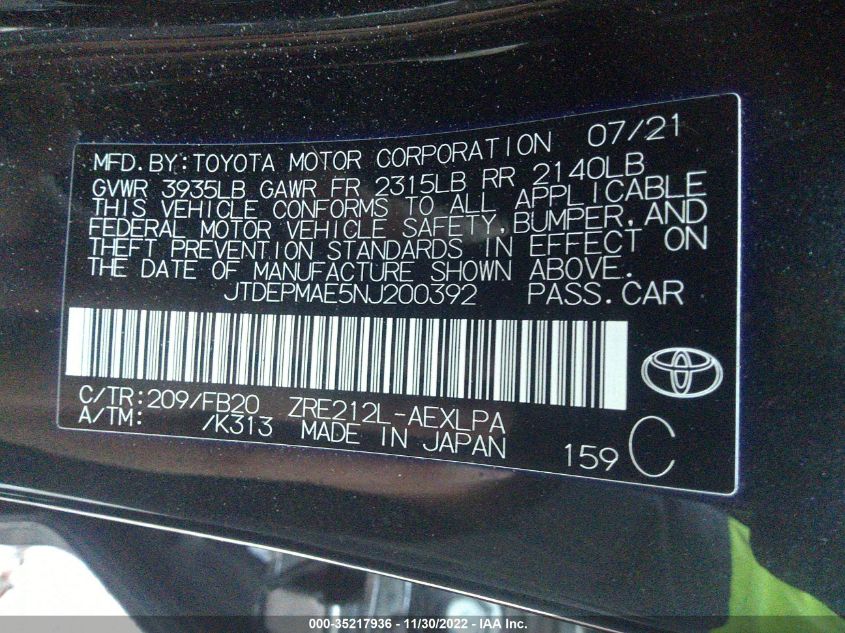 07/21
MFD. BY: TOYOTA MOTOR CORPORATION
GVWR 3935LB GAWR FR 2315LB RR 2140LB
THIS VEHICLE CONFORMS TO ALL APPLICABLE
FEDERAL MOTOR VEHICLE SAFETY, BUMPER, AND
THEFT PREVENTION STANDARDS IN EFFECT ON
THE DATE OF MANUFACTURE SHOWN ABOVE.
JTDEPMAE5NJ200392 PASS. CAR
C/TR: 209/FB20 ZRE212L-AEXLPA
A/TM: /K313 MADE IN JAPAN
159 C
000-35217936 - 11/30/2022 - IAA Inc.